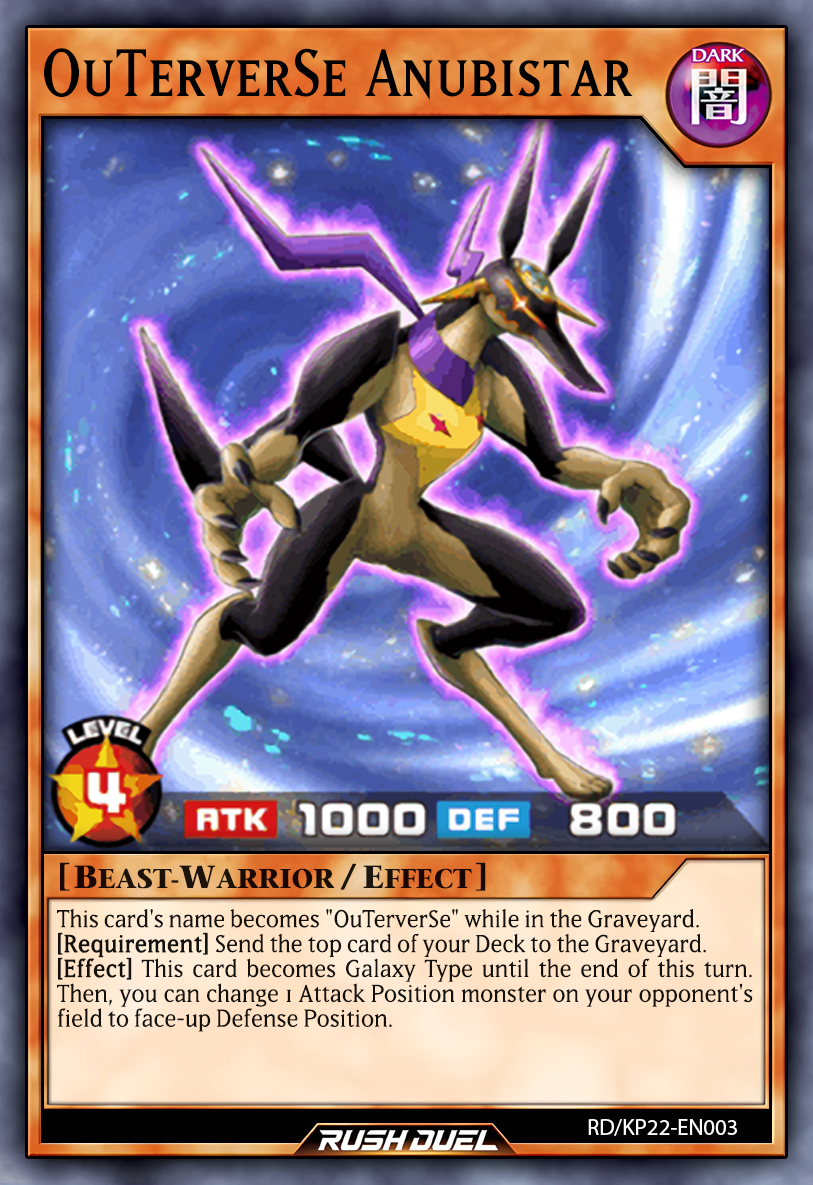 OuTerverSe Anubistar
DARK
闇
LEVEL
4
ATK 1000 DEF 800
[Beast-Warrior / Effect]
This card's name becomes "OuTerverSe" while in the Graveyard.
[Requirement] Send the top card of your Deck to the Graveyard.
[Effect] This card becomes Galaxy Type until the end of this turn.
Then, you can change 1 Attack Position monster on your opponent's
field to face-up Defense Position.
RUSH DUEL
RD/KP22-EN003